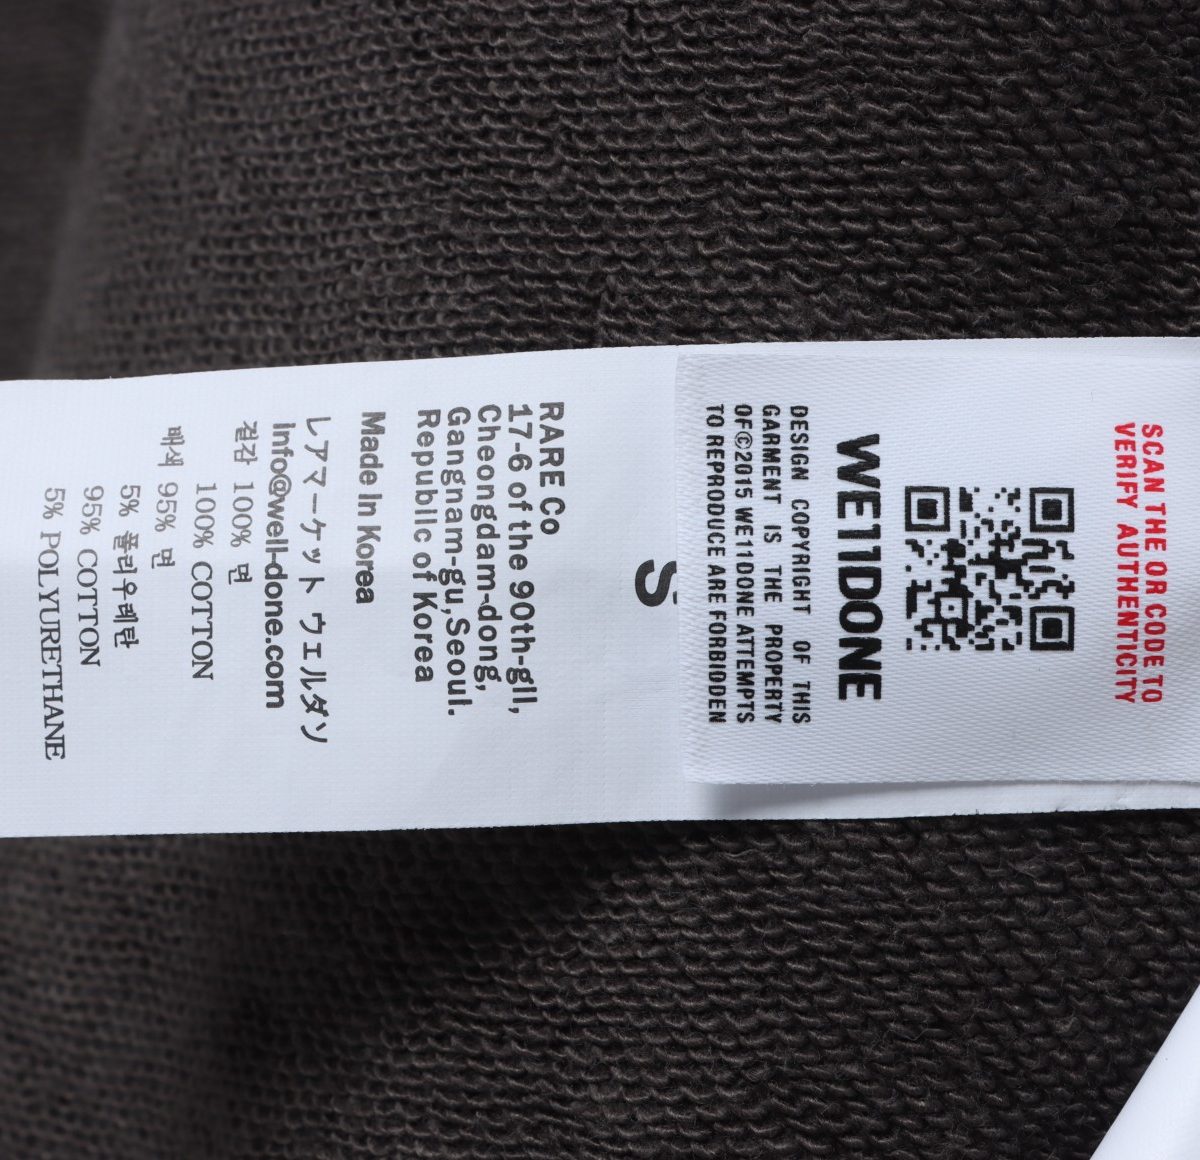 SCAN THE QR CODE TO
VERIFY AUTHENTICITY
WE11DONE
DESIGN COPYRIGHT OF THIS
GARMENT IS THE PROPERTY
OF©2015 WE11DONE ATTEMPTS
TO REPRODUCE ARE FORBIDDEN
S
RARE Co
17-6 of the 90th-gil,
Cheongdam-dong,
Gangnam-gu,Seoul.
Republic of Korea
Made In Korea
レアマーケット ウェルダン
Info@well-done.com
겉감 100% 면
100% COTTON
배색 95% 면
5% 폴리우레탄
95% COTTON
5% POLYURETHANE